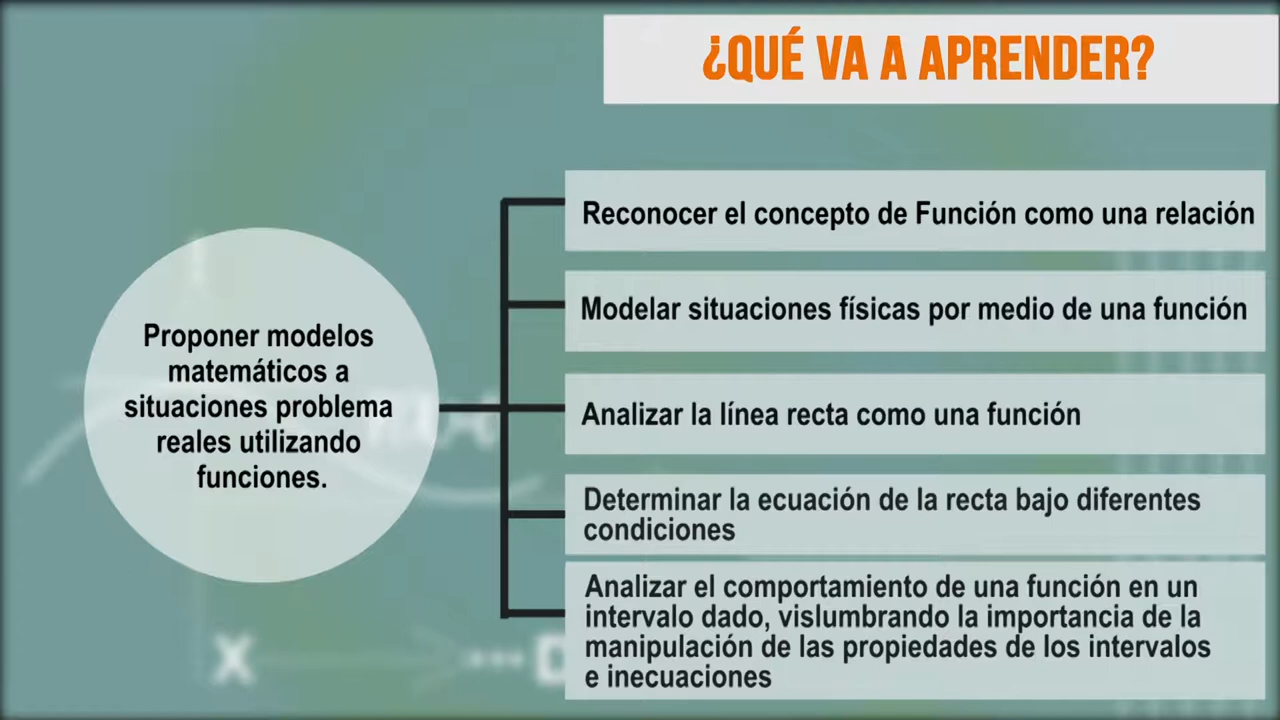 ¿QUÉ VA A APRENDER?
Proponer modelos
matemáticos a
situaciones problema
reales utilizando
funciones.
Reconocer el concepto de Función como una relación
Modelar situaciones físicas por medio de una función
Analizar la línea recta como una función
Determinar la ecuación de la recta bajo diferentes
condiciones
Analizar el comportamiento de una función en un
intervalo dado, vislumbrando la importancia de la
manipulación de las propiedades de los intervalos
e inecuaciones
X